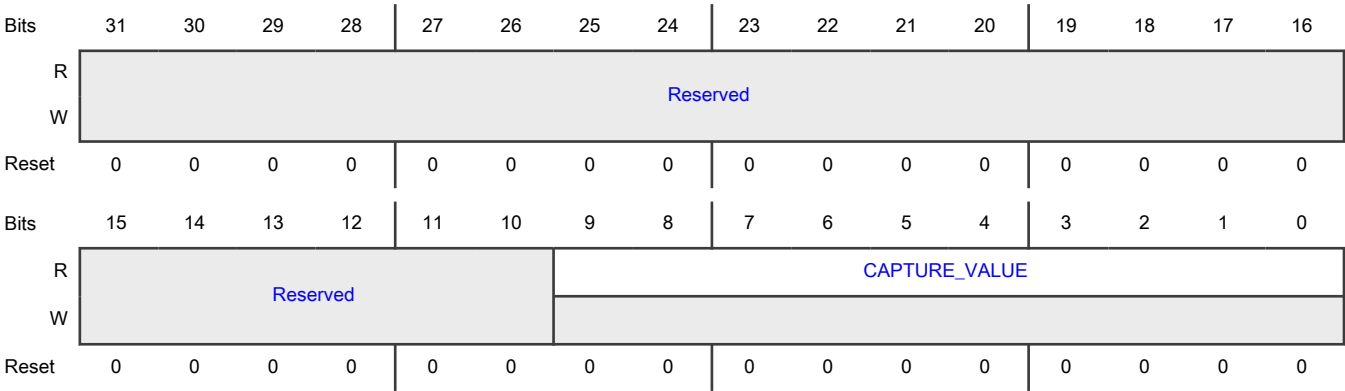 Bits 31 30 29 28 27 26 25 24 23 22 21 20 19 18 17 16
R
Reserved
W
Reset 0 0 0 0 0 0 0 0 0 0 0 0 0 0 0 0
Bits 15 14 13 12 11 10 9 8 7 6 5 4 3 2 1 0
R CAPTURE_VALUE
Reserved
W
Reset 0 0 0 0 0 0 0 0 0 0 0 0 0 0 0 0